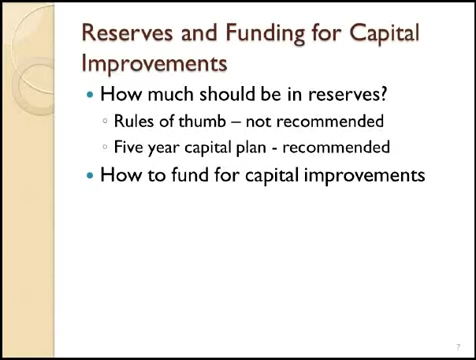 Reserves and Funding for Capital
Improvements
• How much should be in reserves?
◦ Rules of thumb – not recommended
◦ Five year capital plan - recommended
• How to fund for capital improvements
7